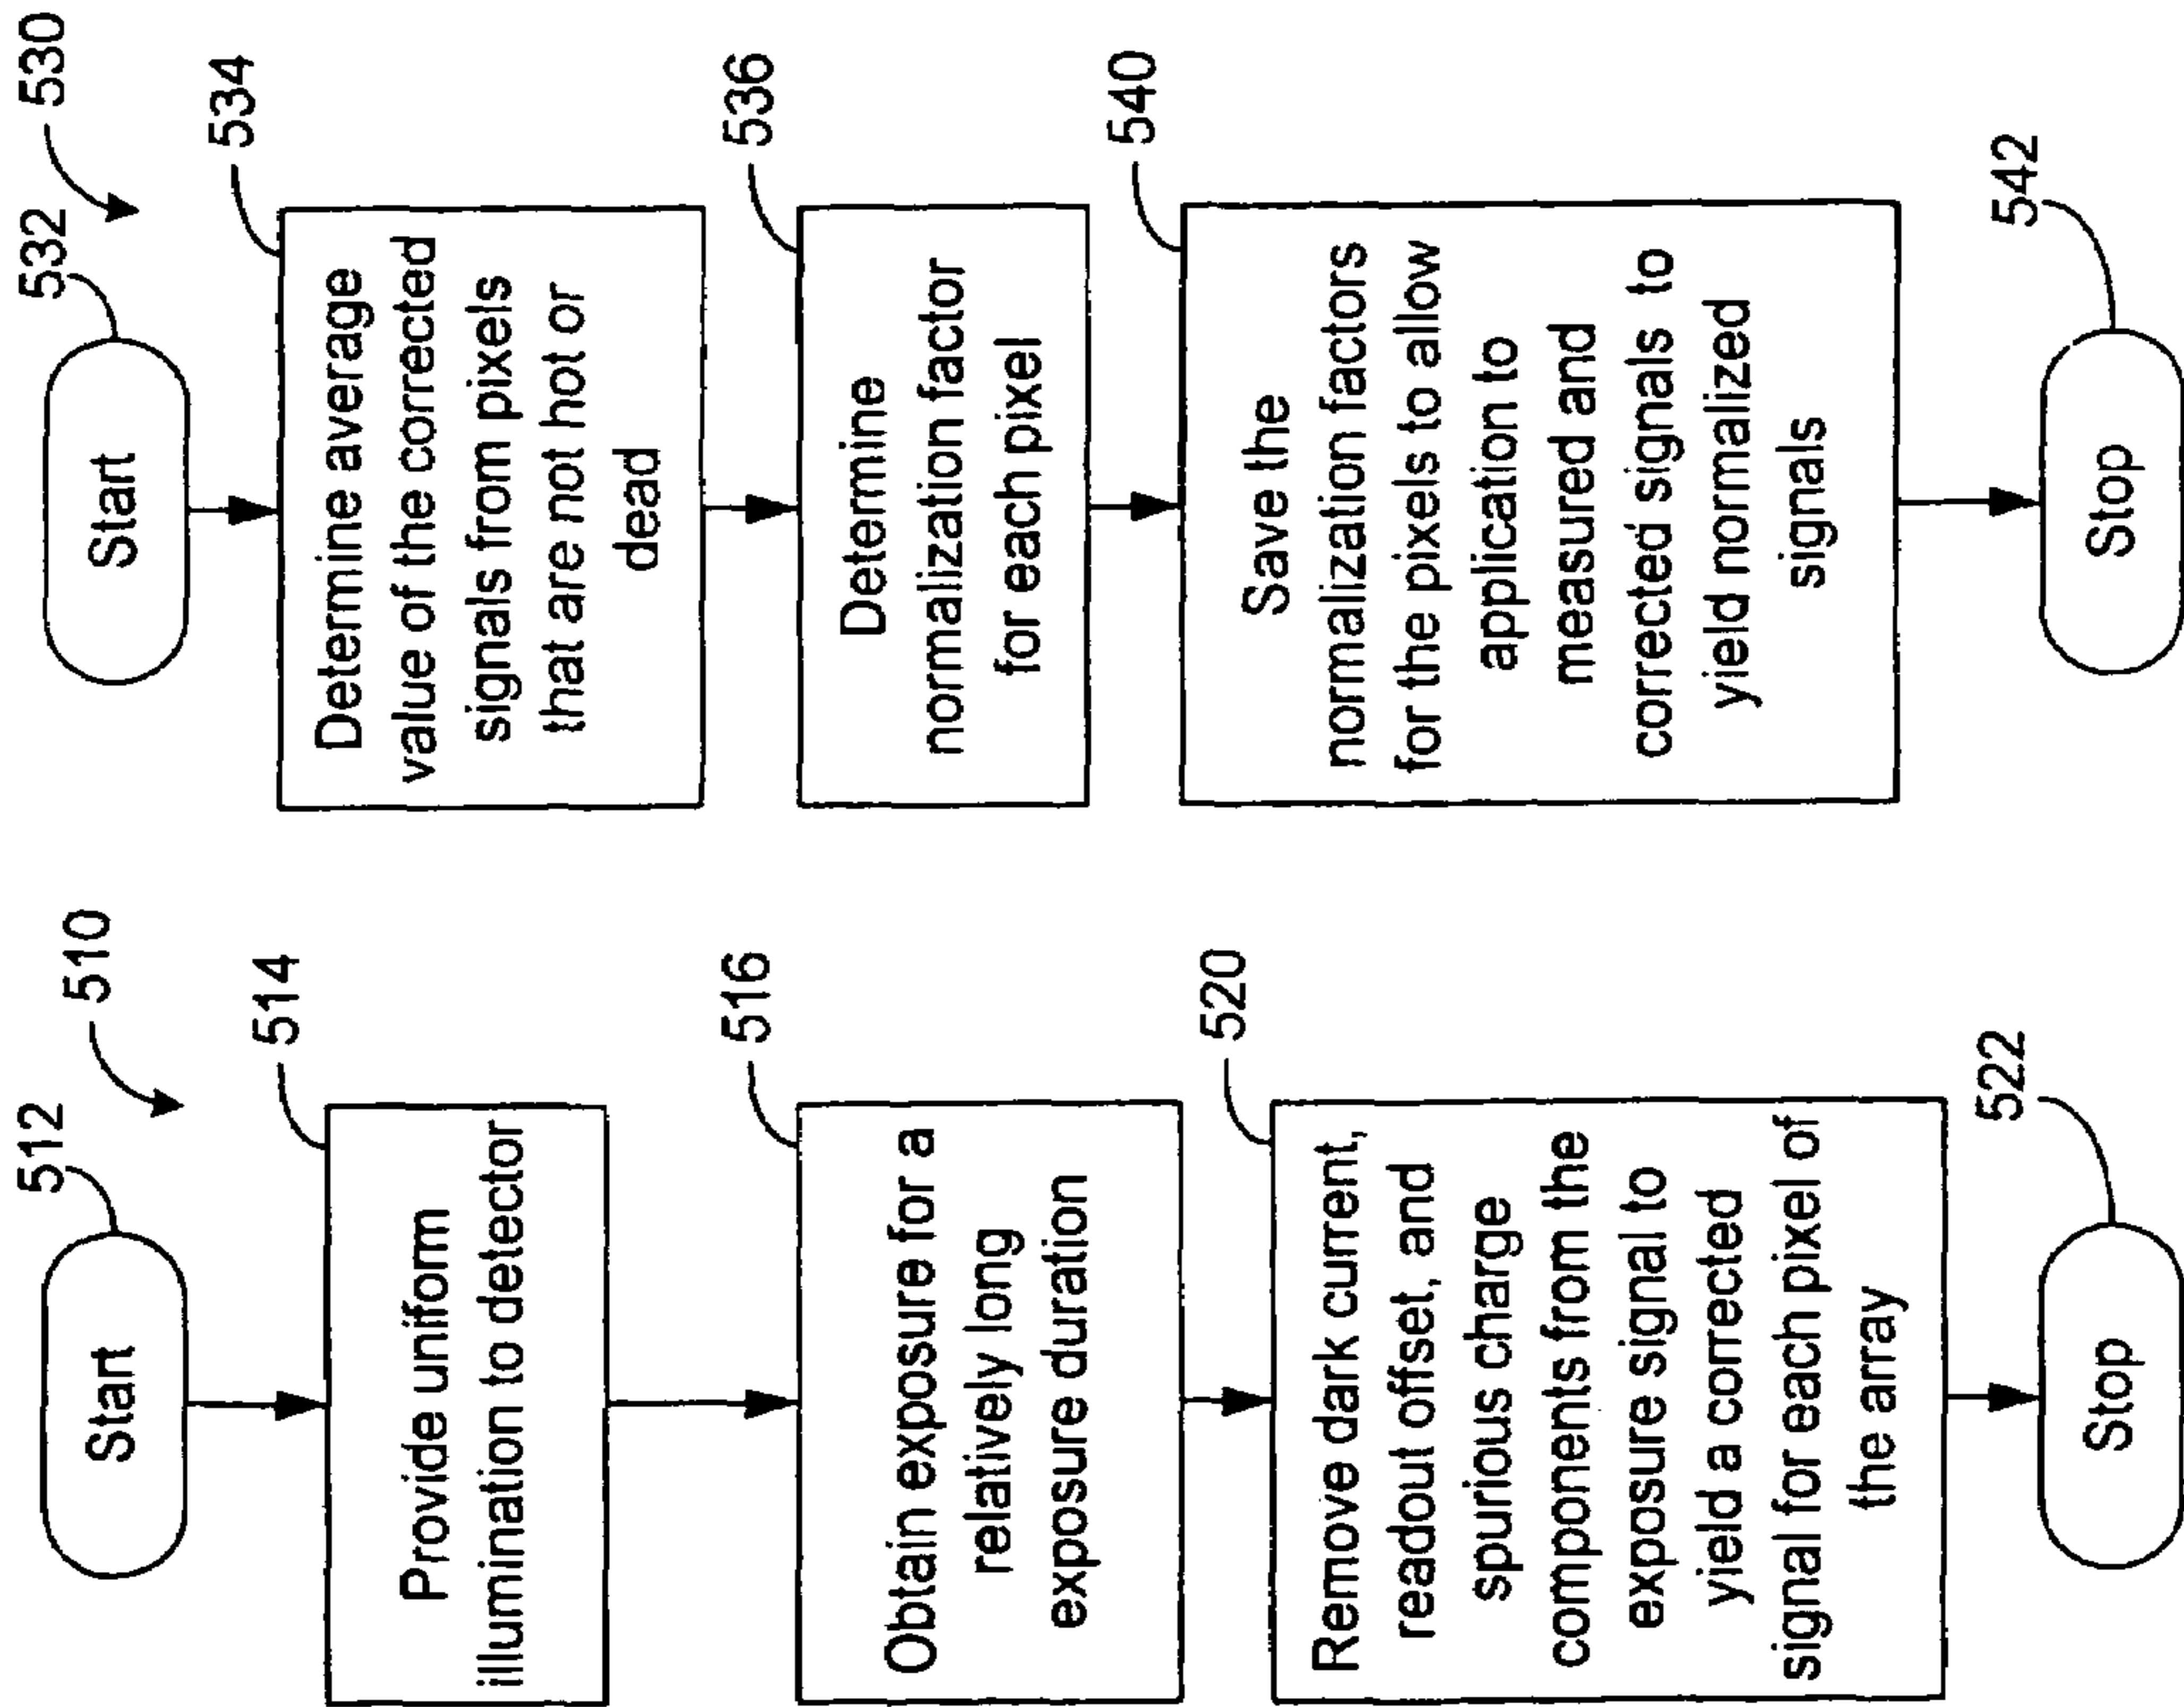 510
512
Start
514
Provide uniform
illumination to detector
516
Obtain exposure for a
relatively long
exposure duration
520
Remove dark current,
readout offset, and
spurious charge
components from the
exposure signal to
yield a corrected
signal for each pixel of
the array
522
Stop
530
532
Start
534
Determine average
value of the corrected
signals from pixels
that are not hot or
dead
536
Determine
normalization factor
for each pixel
540
Save the
normalization factors
for the pixels to allow
application to
measured and
corrected signals to
yield normalized
signals
542
Stop